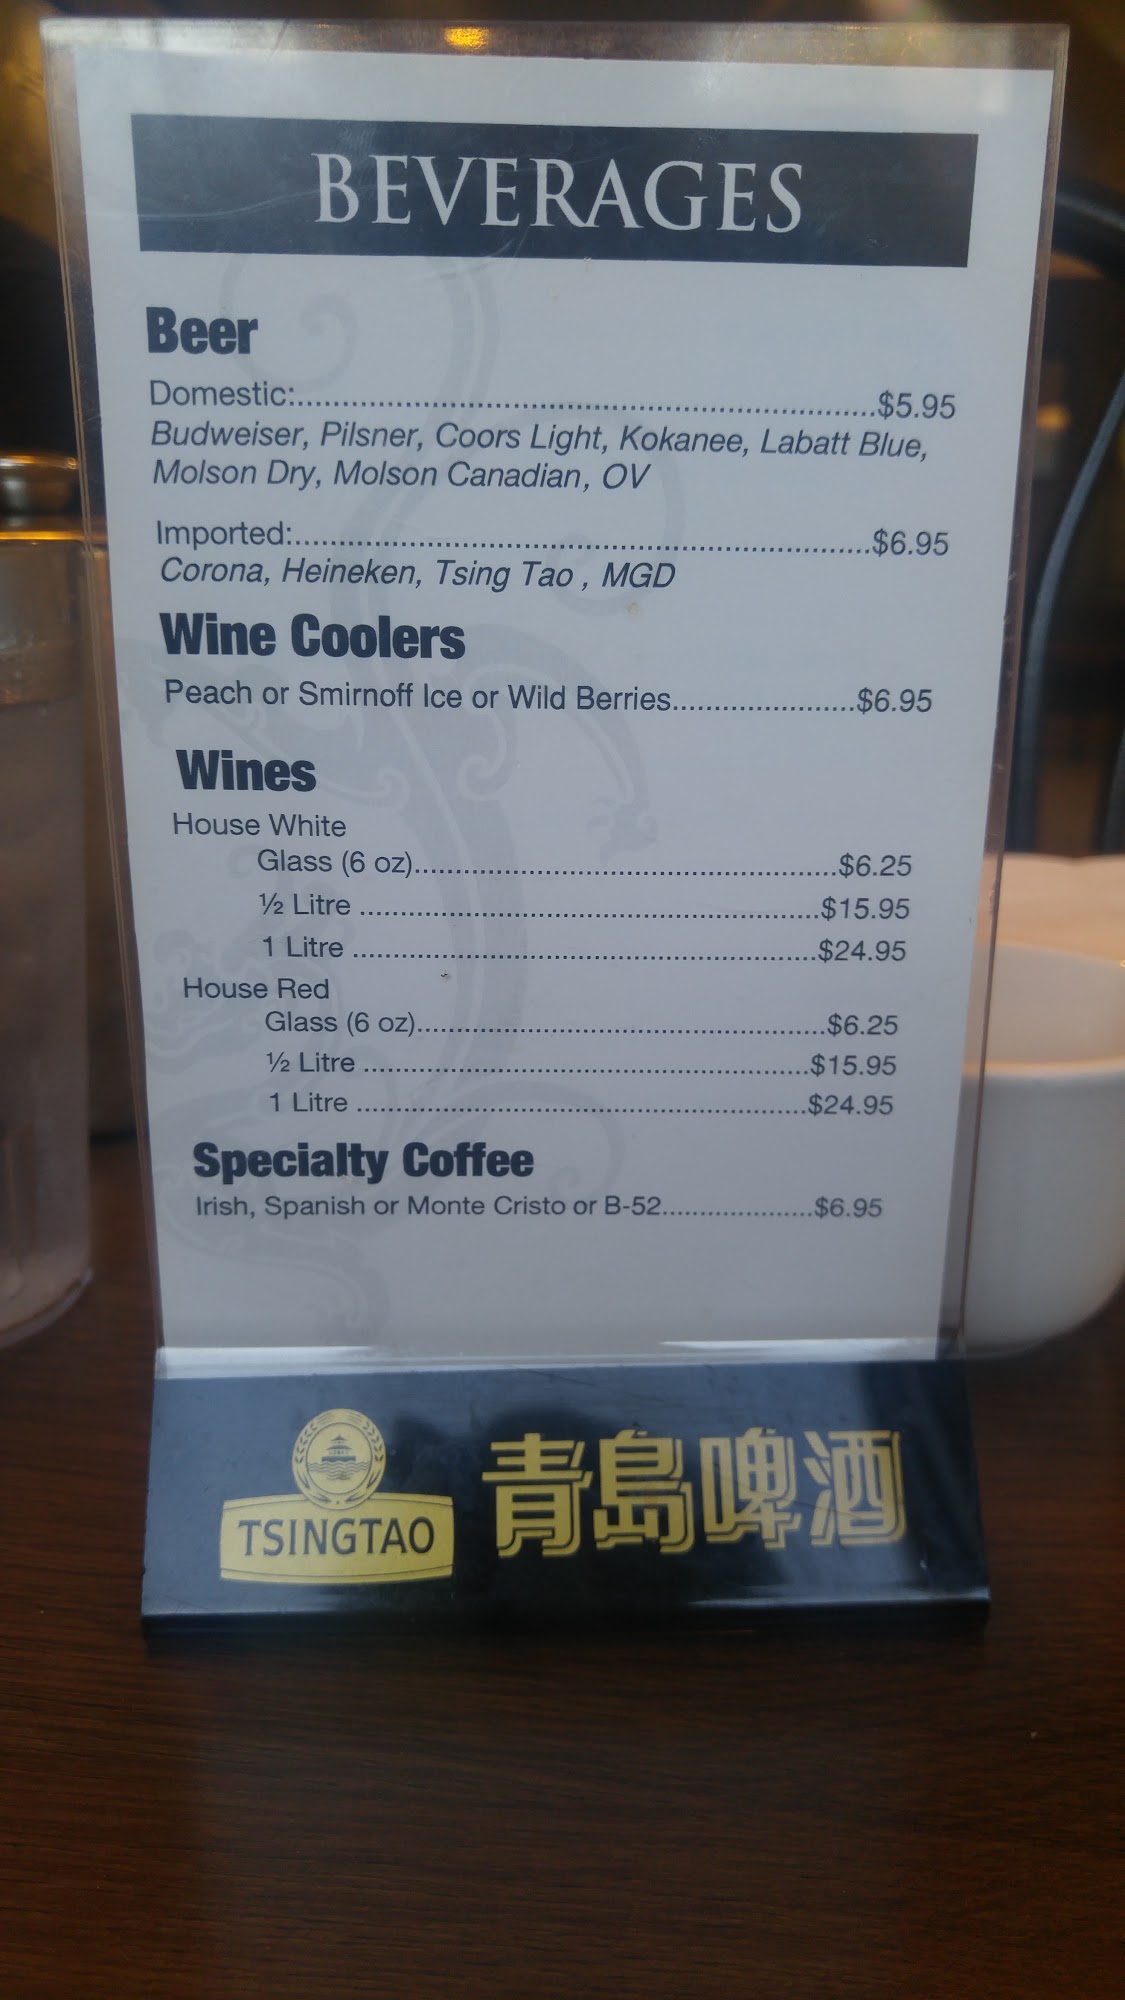 BEVERAGES
Beer
Domestic:..................................................................................$5.95
Budweiser, Pilsner, Coors Light, Kokanee, Labatt Blue,
Molson Dry, Molson Canadian, OV
Imported:..................................................................................$6.95
Corona, Heineken, Tsing Tao , MGD
Wine Coolers
Peach or Smirnoff Ice or Wild Berries......................$6.95
Wines
House White
Glass (6 oz)......................................................$6.25
½ Litre ...........................................................$15.95
1 Litre ...........................................................$24.95
House Red
Glass (6 oz)......................................................$6.25
½ Litre ...........................................................$15.95
1 Litre ...........................................................$24.95
Specialty Coffee
Irish, Spanish or Monte Cristo or B-52....................$6.95
TSINGTAO 青島啤酒